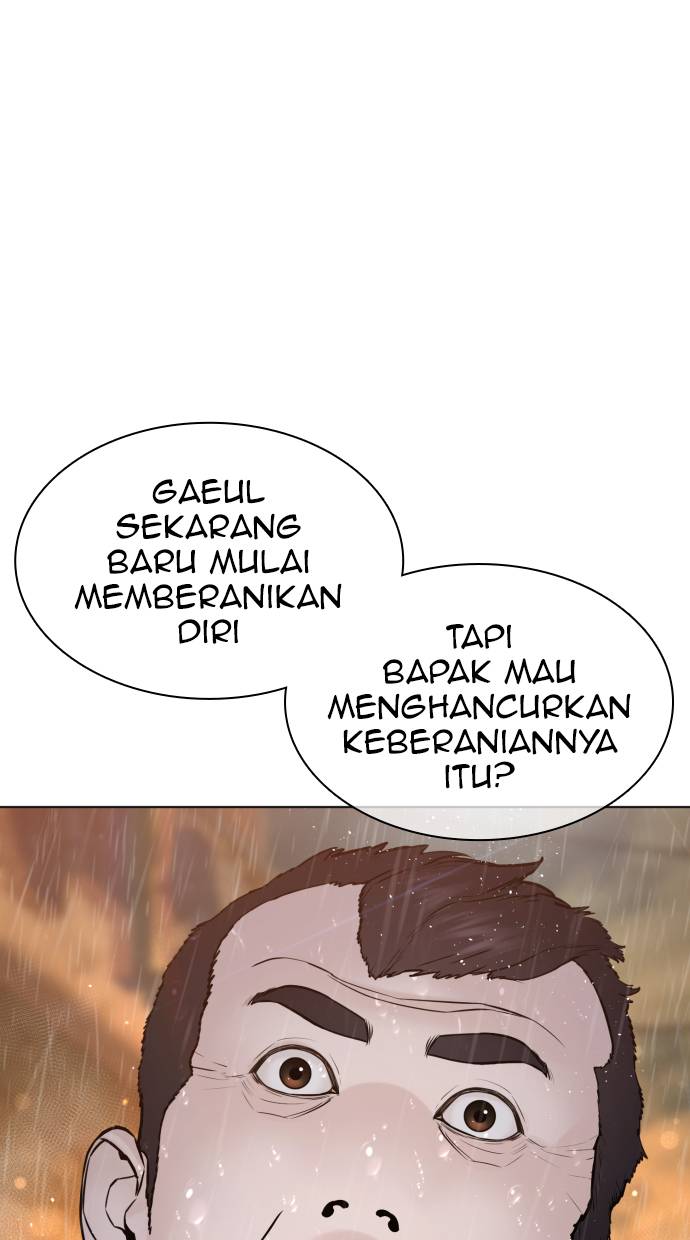 GAEUL
SEKARANG
BARU MULAI
MEMBERANIKAN
DIRI
TAPI
BAPAK MAU
MENGHANCURKAN
KEBERANIANNYA
ITU?